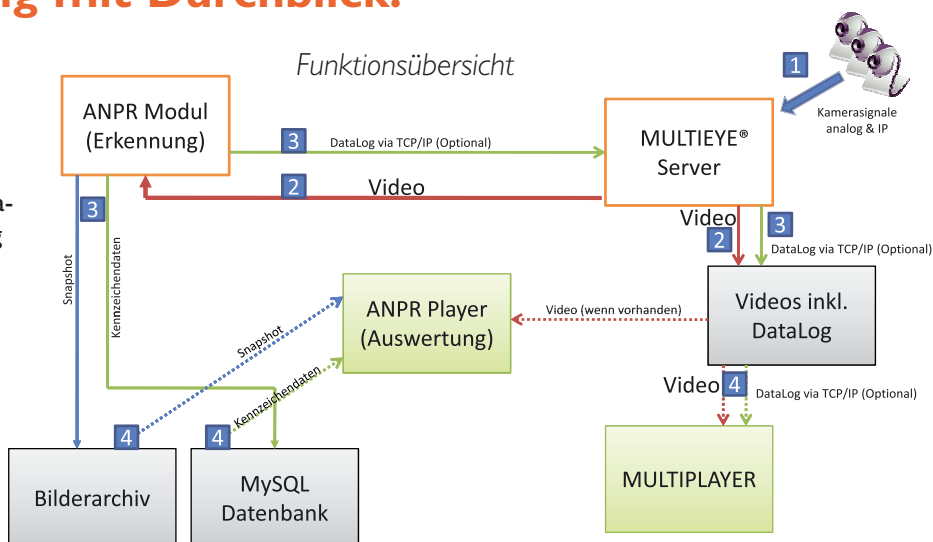 Funktionsübersicht
1
Kamerasignale
analog & IP
ANPR Modul
(Erkennung)
3
DataLog via TCP/IP (Optional)
MULTIEYE®
Server
2
Video
3
Snapshot
Kennzeichendaten
Video
2
3
DataLog via TCP/IP (Optional)
ANPR Player
(Auswertung)
Video (wenn vorhanden)
Videos inkl.
DataLog
Snapshot
Kennzeichendaten
Video
4
DataLog via TCP/IP (Optional)
4
4
Bilderarchiv
MySQL
Datenbank
MULTIPLAYER